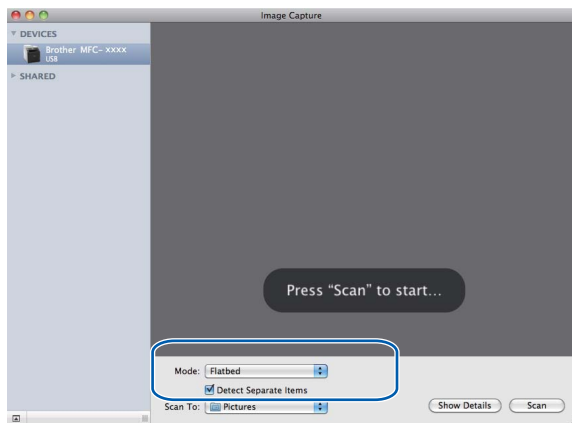 Image Capture
DEVICES
Brother MFC- xxxx
USB
SHARED
Press “Scan” to start...
Mode: Flatbed
Detect Separate Items
Scan To: Pictures
Show Details Scan